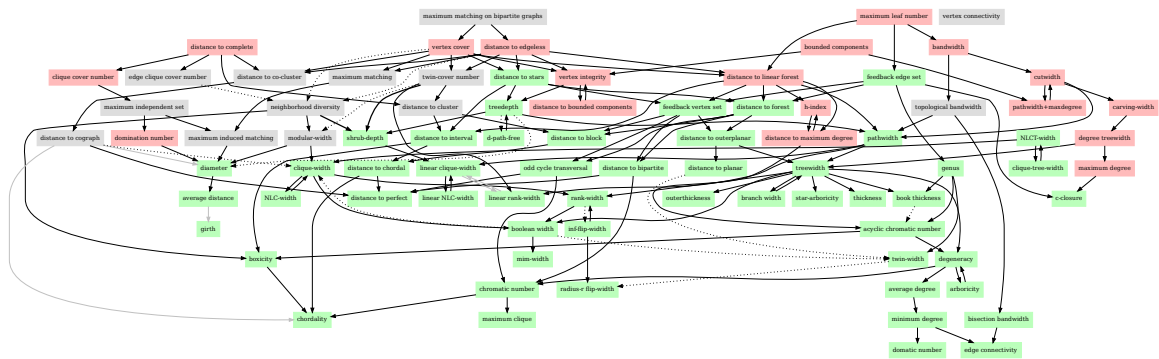 maximum matching on bipartite graphs
maximum leaf number
vertex connectivity
distance to complete
vertex cover
distance to edgeless
bounded components
bandwidth
clique cover number
edge clique cover number
distance to co-cluster
maximum matching
twin-cover number
distance to stars
vertex integrity
distance to linear forest
feedback edge set
cutwidth
maximum independent set
neighborhood diversity
distance to cluster
treedepth
distance to bounded components
feedback vertex set
distance to forest
h-index
topological bandwidth
pathwidth+maxdegree
carving-width
distance to cograph
domination number
maximum induced matching
modular-width
shrub-depth
distance to interval
d-path-free
distance to block
distance to outerplanar
distance to maximum degree
pathwidth
NLCT-width
degree treewidth
diameter
clique-width
distance to chordal
linear clique-width
odd cycle transversal
distance to bipartite
distance to planar
treewidth
genus
clique-tree-width
maximum degree
average distance
NLC-width
distance to perfect
linear NLC-width
linear rank-width
rank-width
outerthickness
branch width
star-arboricity
thickness
book thickness
c-closure
girth
boolean width
inf-flip-width
acyclic chromatic number
boxicity
mim-width
twin-width
degeneracy
chromatic number
radius-r flip-width
average degree
arboricity
chordality
maximum clique
minimum degree
bisection bandwidth
domatic number
edge connectivity